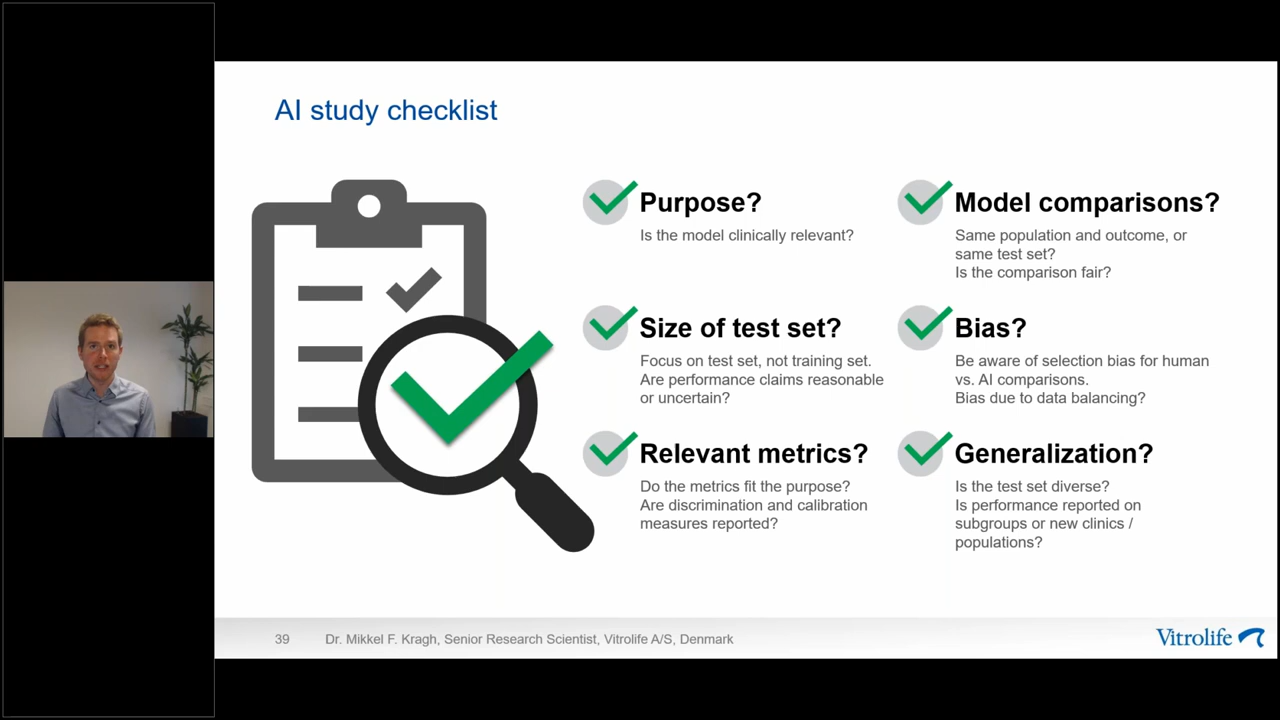 AI study checklist
Purpose?
Is the model clinically relevant?
Size of test set?
Focus on test set, not training set.
Are performance claims reasonable
or uncertain?
Relevant metrics?
Do the metrics fit the purpose?
Are discrimination and calibration
measures reported?
Model comparisons?
Same population and outcome, or
same test set?
Is the comparison fair?
Bias?
Be aware of selection bias for human
vs. AI comparisons.
Bias due to data balancing?
Generalization?
Is the test set diverse?
Is performance reported on
subgroups or new clinics /
populations?
39 Dr. Mikkel F. Kragh, Senior Research Scientist, Vitrolife A/S, Denmark
Vitrolife